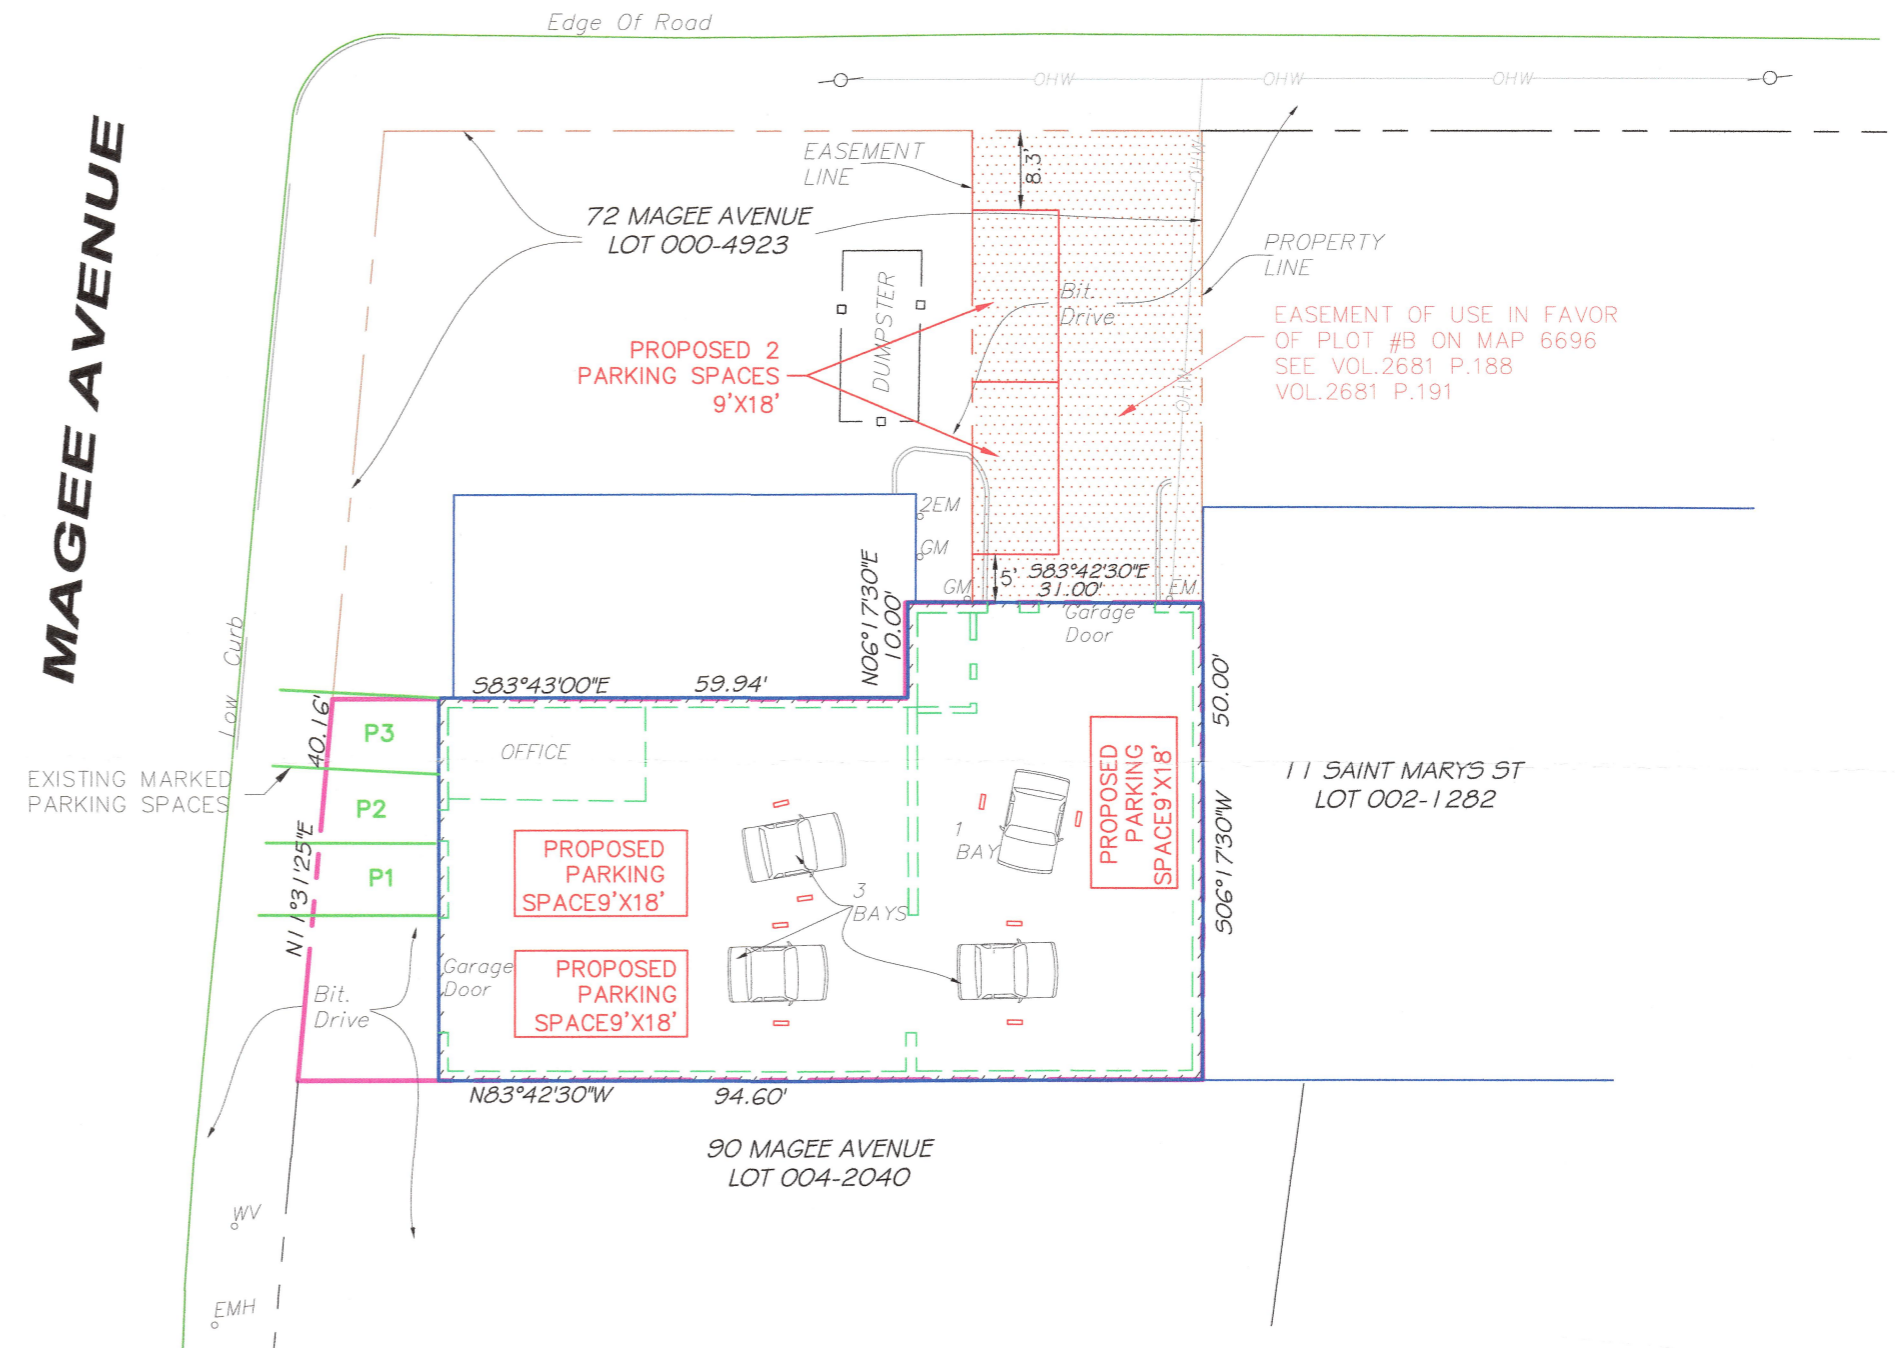 Edge Of Road
OHW
OHW
OHW
MAGEE AVENUE
EASEMENT
LINE
8.3'
OHW
72 MAGEE AVENUE
LOT 000-4923
PROPERTY
LINE
DUMPSTER
Bit.
Drive
EASEMENT OF USE IN FAVOR
OF PLOT #B ON MAP 6696
SEE VOL.2681 P.188
VOL.2681 P.191
PROPOSED 2
PARKING SPACES
9'X18'
OHW
2EM
GM
N06°17'30"E
10.00'
GM
5'
S83°42'30"E
31.00'
EM
Garage
Door
Low Curb
S83°43'00"E
59.94'
50.00'
40.16'
P3
OFFICE
EXISTING MARKED
PARKING SPACES
P2
P1
N11°31'25"E
PROPOSED
PARKING
SPACE9'X18'
3
BAYS
1
BAY
PROPOSED
PARKING
SPACE9'X18'
S06°17'30"W
11 SAINT MARYS ST
LOT 002-1282
Garage
Door
PROPOSED
PARKING
SPACE9'X18'
Bit.
Drive
N83°42'30"W
94.60'
90 MAGEE AVENUE
LOT 004-2040
WV
EMH